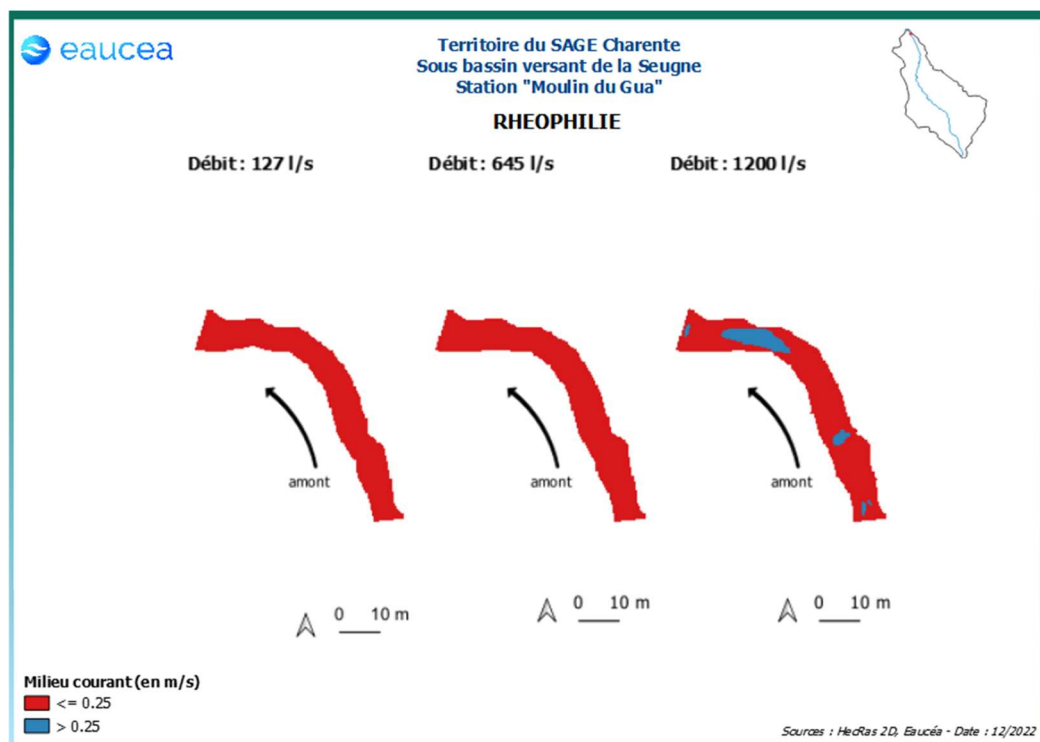 eaucea
Territoire du SAGE Charente
Sous bassin versant de la Seugne
Station "Moulin du Gua"
RHEOPHILIE
Débit : 127 l/s
Débit : 645 l/s
Débit : 1200 l/s
amont
amont
amont
0 10 m
0 10 m
0 10 m
Milieu courant (en m/s)
<= 0.25
> 0.25
Sources : HecRas 2D, Eaucéa - Date : 12/2022